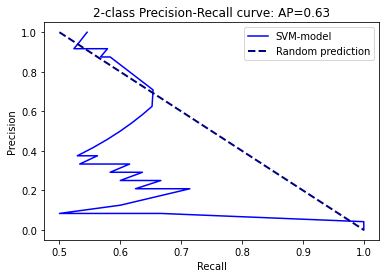 2-class Precision-Recall curve: AP=0.63
SVM-model
Random prediction
1.0
0.8
0.6
0.4
0.2
0.0
Precision
0.5 0.6 0.7 0.8 0.9 1.0
Recall